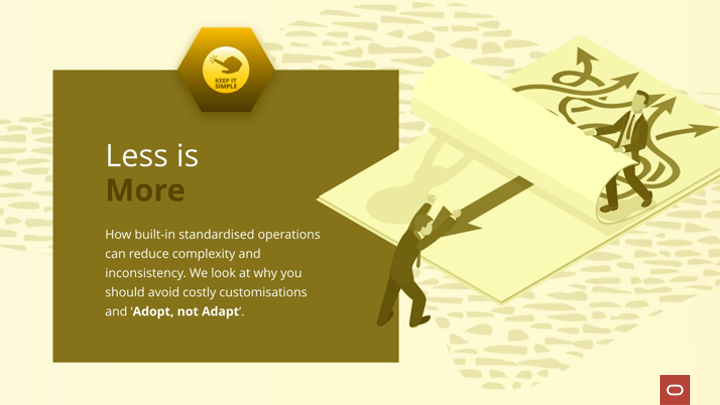 KEEP IT
SIMPLE
Less is
More
How built-in standardised operations
can reduce complexity and
inconsistency. We look at why you
should avoid costly customisations
and ‘Adopt, not Adapt’.